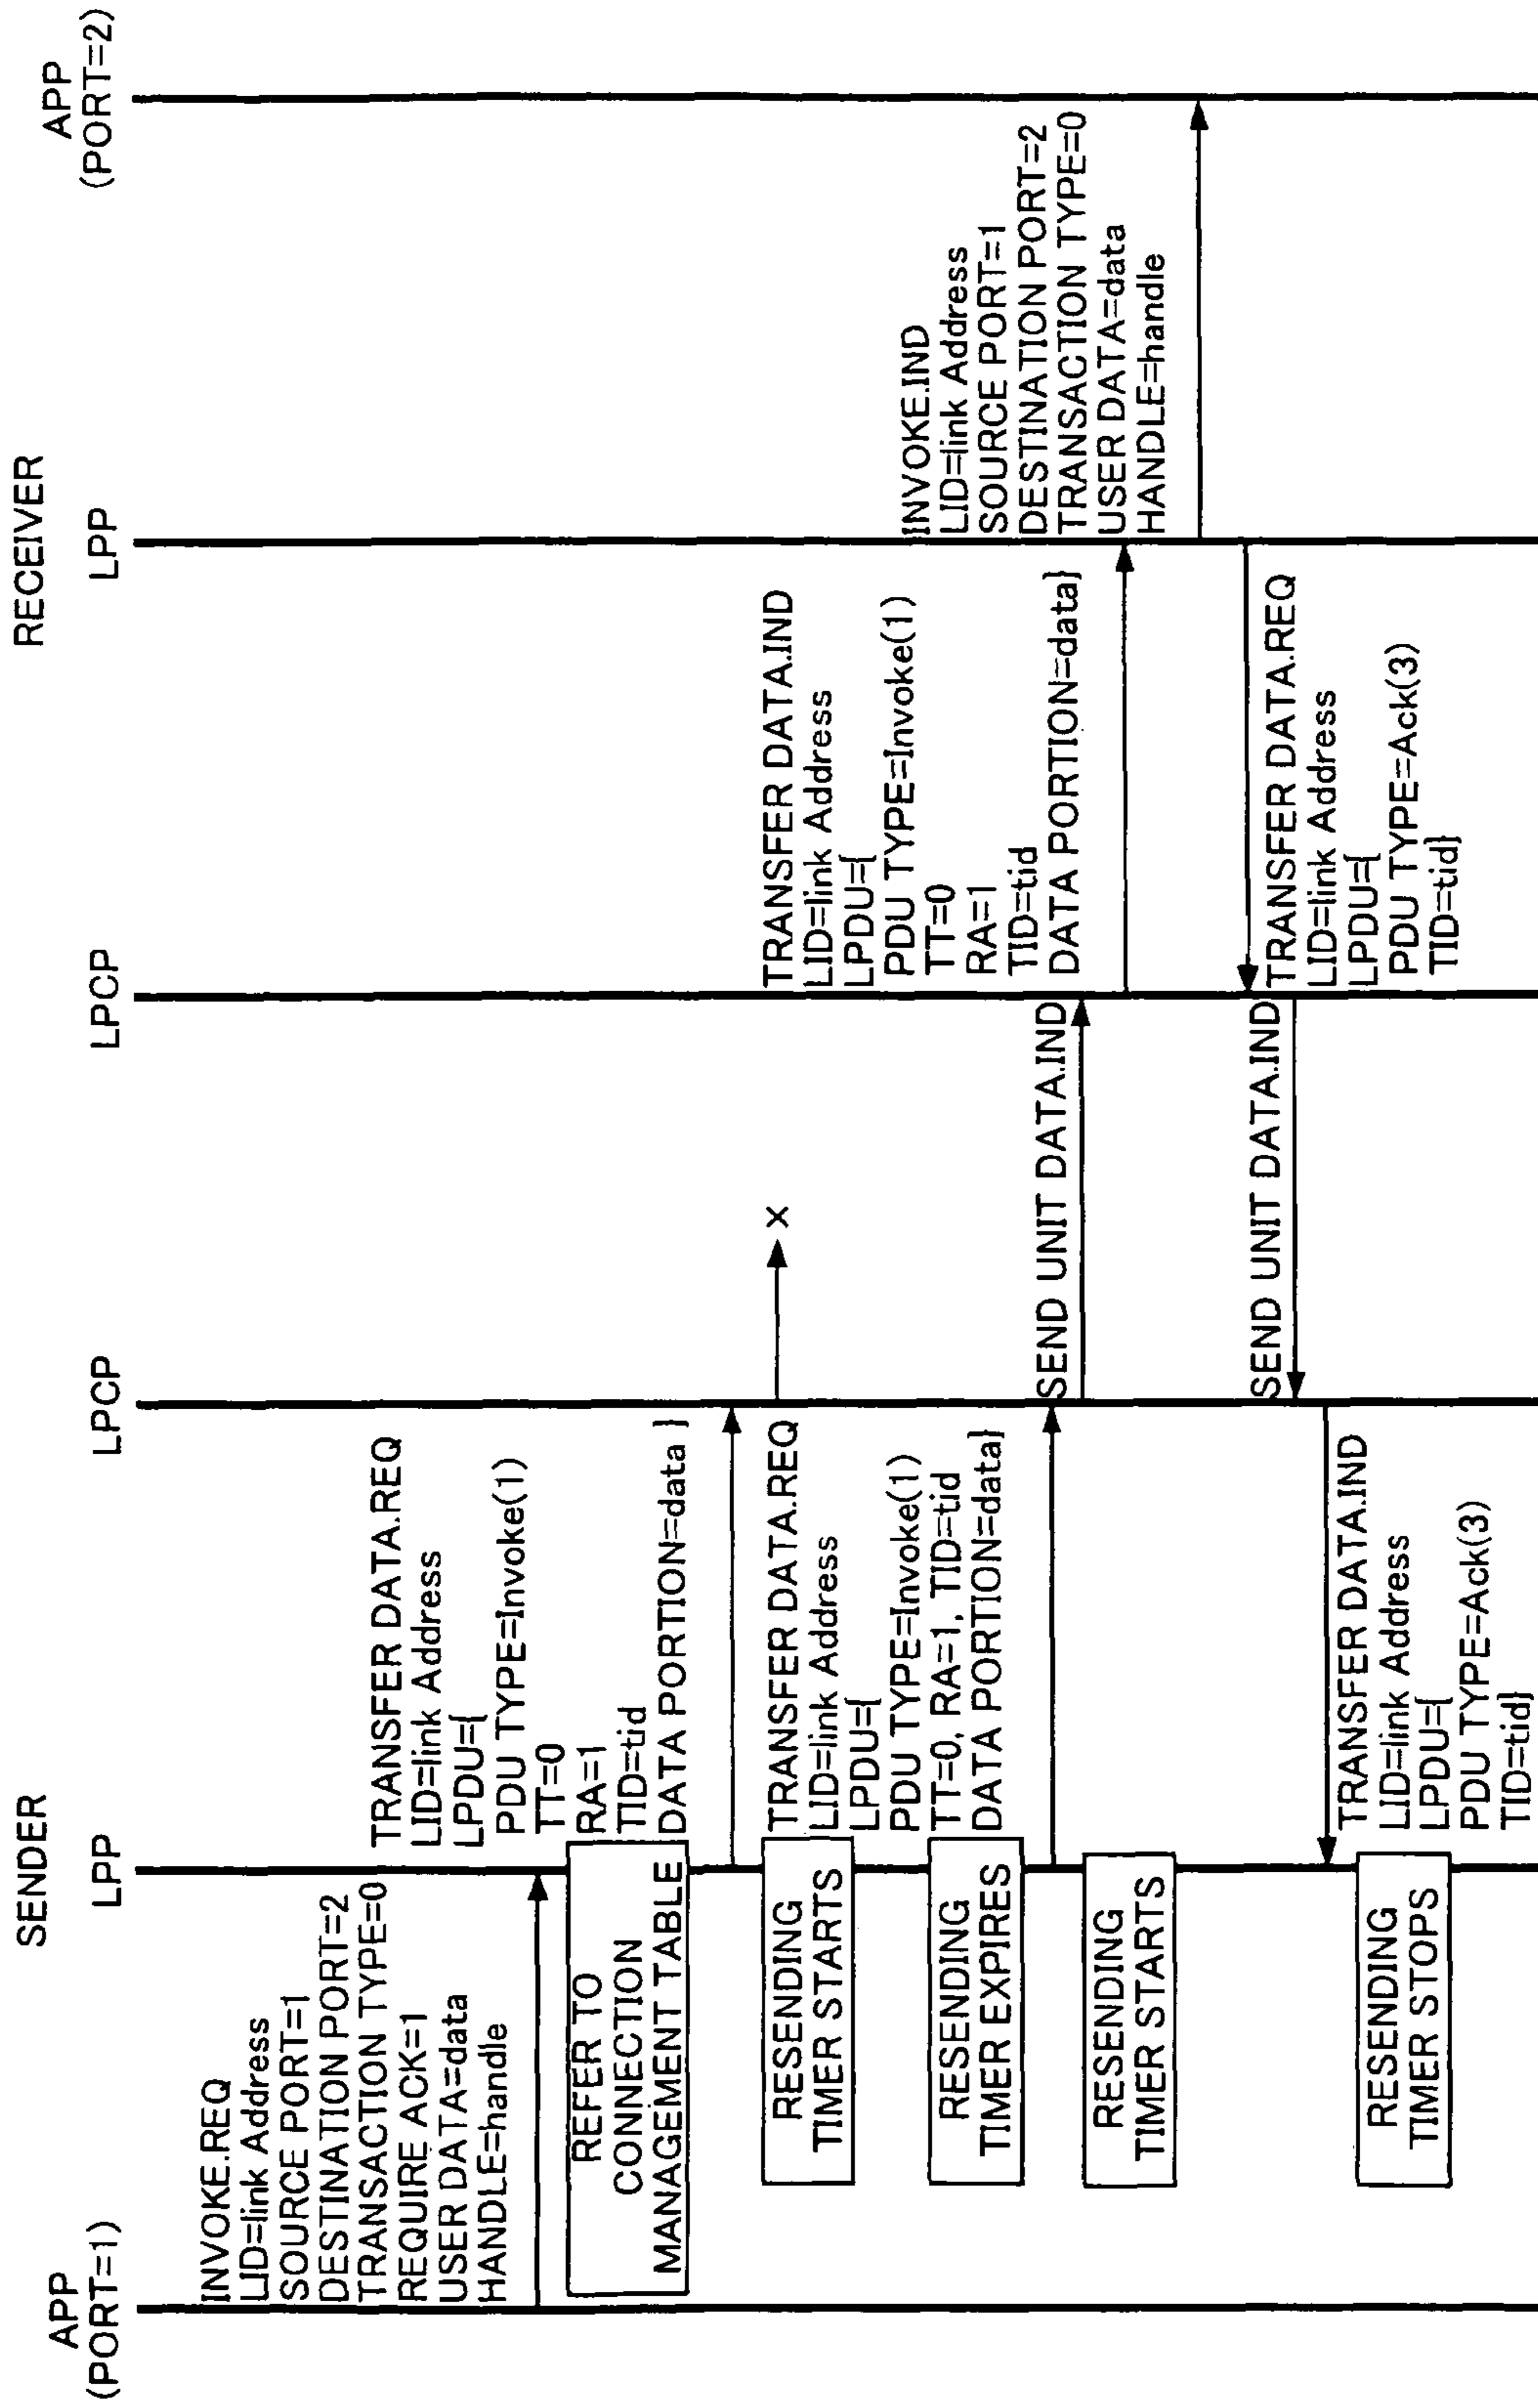 SENDER
RECEIVER
APP
(PORT=1)
LPP
LPCP
LPCP
LPP
APP
(PORT=2)
INVOKE.REQ
LID=link Address
SOURCE PORT=1
DESTINATION PORT=2
TRANSACTION TYPE=0
REQUIRE ACK=1
USER DATA=data
HANDLE=handle
REFER TO
CONNECTION
MANAGEMENT TABLE
TRANSFER DATA.REQ
LID=link Address
LPDU={
PDU TYPE=Invoke(1)
TT=0
RA=1
TID=tid
DATA PORTION=data }
RESENDING
TIMER STARTS
x
TRANSFER DATA.REQ
LID=link Address
LPDU={
PDU TYPE=Invoke(1)
TT=0, RA=1, TID=tid
DATA PORTION=data}
RESENDING
TIMER EXPIRES
SEND UNIT DATA.IND
RESENDING
TIMER STARTS
TRANSFER DATA.IND
LID=link Address
LPDU={
PDU TYPE=Invoke(1)
TT=0
RA=1
TID=tid
DATA PORTION=data}
INVOKE.IND
LID=link Address
SOURCE PORT=1
DESTINATION PORT=2
TRANSACTION TYPE=0
USER DATA=data
HANDLE=handle
TRANSFER DATA.REQ
LID=link Address
LPDU={
PDU TYPE=Ack(3)
TID=tid}
SEND UNIT DATA.IND
TRANSFER DATA.IND
LID=link Address
LPDU={
PDU TYPE=Ack(3)
TID=tid}
RESENDING
TIMER STOPS